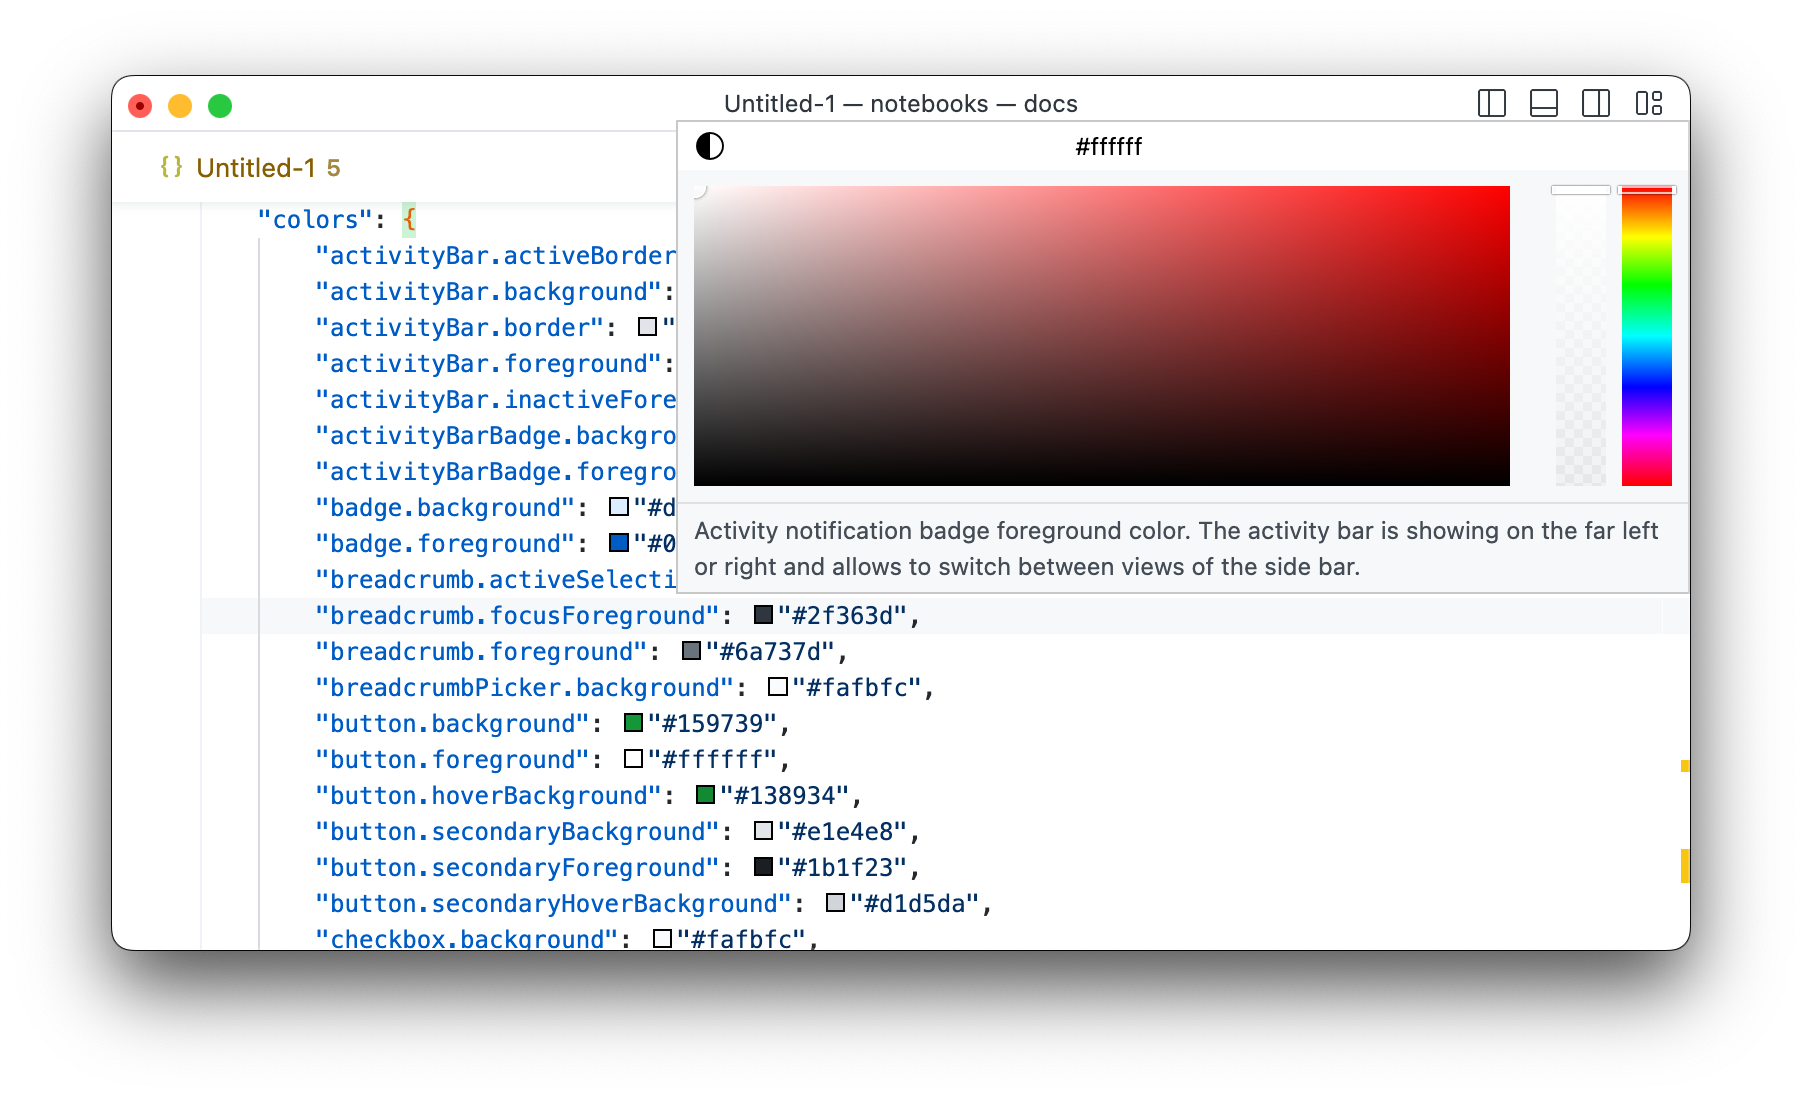 Untitled-1 — notebooks — docs
{} Untitled-1 5
#ffffff
"colors": {
"activityBar.activeBorder
"activityBar.background":
"activityBar.border": "
"activityBar.foreground":
"activityBar.inactiveFore
"activityBarBadge.backgro
"activityBarBadge.foregro
"badge.background": "#d
"badge.foreground": "#0
"breadcrumb.activeSelecti
Activity notification badge foreground color. The activity bar is showing on the far left
or right and allows to switch between views of the side bar.
"breadcrumb.focusForeground": "#2f363d",
"breadcrumb.foreground": "#6a737d",
"breadcrumbPicker.background": "#fafbfc",
"button.background": "#159739",
"button.foreground": "#ffffff",
"button.hoverBackground": "#138934",
"button.secondaryBackground": "#e1e4e8",
"button.secondaryForeground": "#1b1f23",
"button.secondaryHoverBackground": "#d1d5da",
"checkbox.background": "#fafbfc",